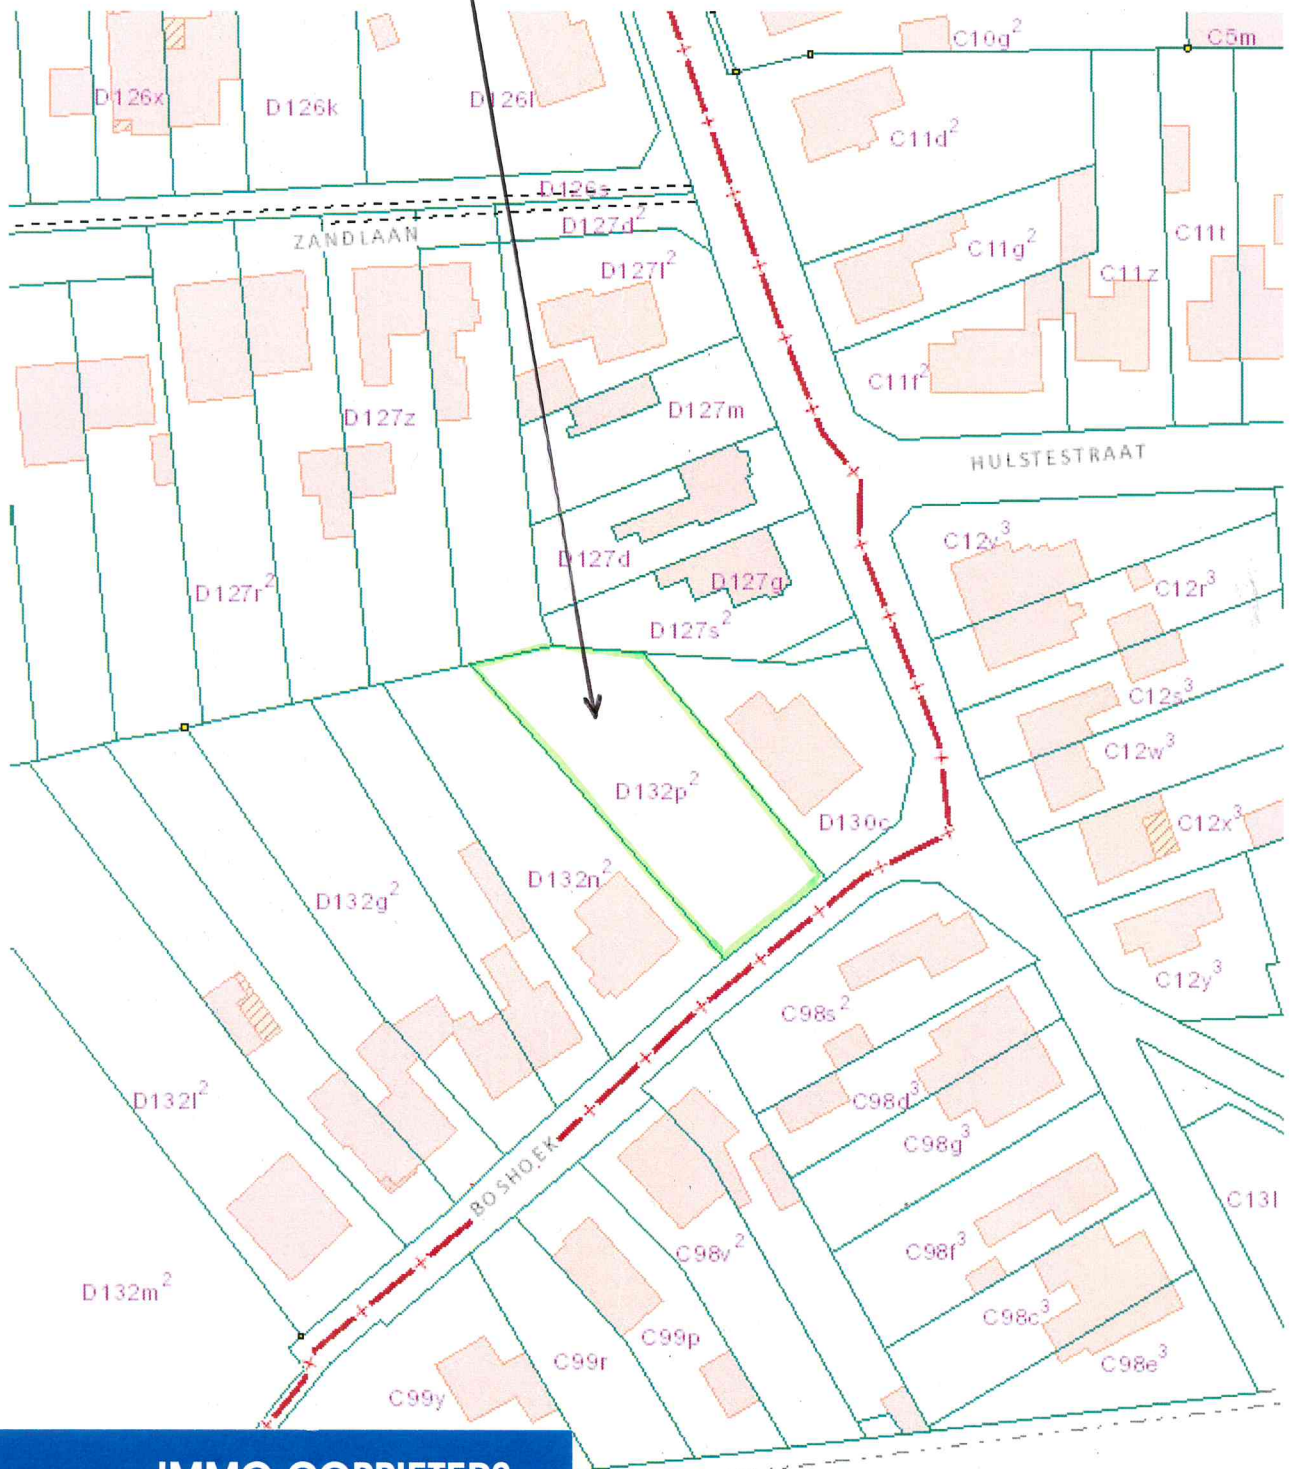 C10g²
C5m
D126x
D126k
D126l
C11d²
D126s
D127d²
ZANDLAAN
D127l²
C11g²
C11t
C11z
C11f²
D127m
D127z
HULSTESTRAAT
D127d
D127g
C12v³
C12r³
D127r²
D127s²
C12s³
C12w³
D132p²
D130c
C12x³
D132n²
D132g²
C12y³
C98s²
D132l²
C98d³
C98g³
BOSHOEK
C13l
C98v²
C98f³
D132m²
C98c³
C99p
C99r
C98e³
C99y